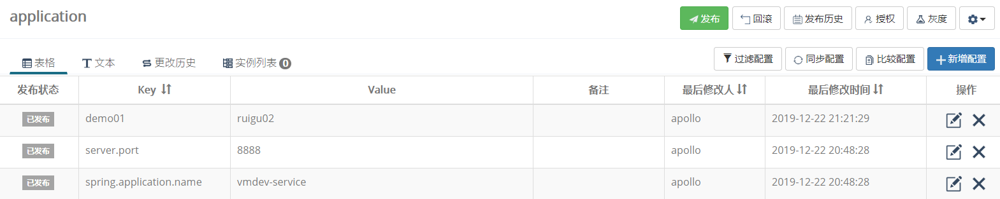 application
发布 回滚 发布历史 授权 灰度
表格 文本 更改历史 实例列表 0 过滤配置 同步配置 比较配置 新增配置
发布状态 Key Value 备注 最后修改人 最后修改时间 操作
已发布 demo01 ruigu02 apollo 2019-12-22 21:21:29
已发布 server.port 8888 apollo 2019-12-22 20:48:28
已发布 spring.application.name vmdev-service apollo 2019-12-22 20:48:28